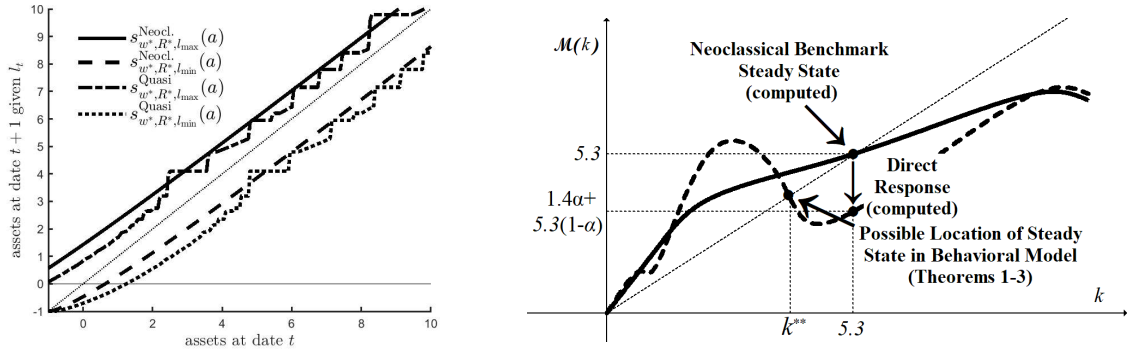 10
9
8
7
6
5
4
3
2
1
0
-1
assets at date t + 1 given l_t
s^{Neocl.}_{w*,R*,l_max}(a)
s^{Neocl.}_{w*,R*,l_min}(a)
s^{Quasi}_{w*,R*,l_max}(a)
s^{Quasi}_{w*,R*,l_min}(a)
0 2 4 6 8 10
assets at date t
M(k)
Neoclassical Benchmark
Steady State
(computed)
5.3
1.4α+
5.3(1-α)
Direct
Response
(computed)
Possible Location of Steady
State in Behavioral Model
(Theorems 1-3)
k** 5.3
k